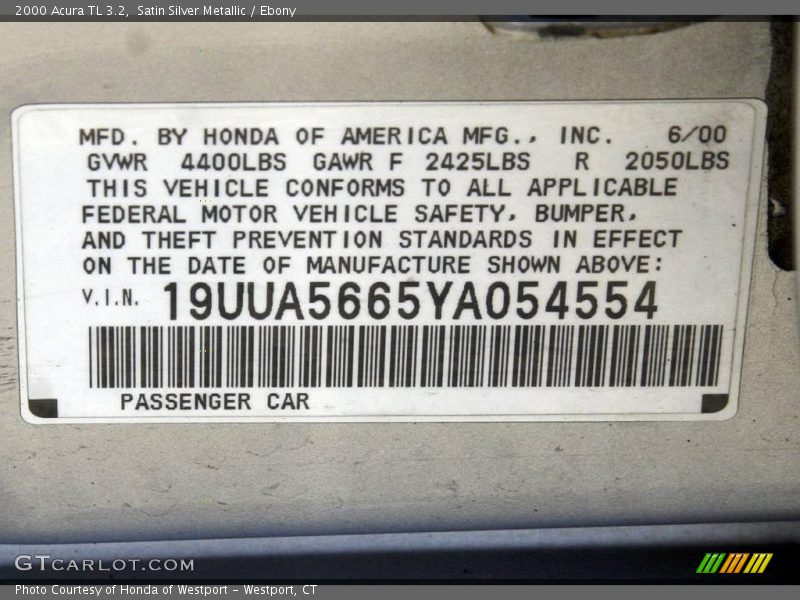 2000 Acura TL 3.2, Satin Silver Metallic / Ebony
MFD. BY HONDA OF AMERICA MFG., INC. 6/00
GVWR 4400LBS GAWR F 2425LBS R 2050LBS
THIS VEHICLE CONFORMS TO ALL APPLICABLE
FEDERAL MOTOR VEHICLE SAFETY, BUMPER,
AND THEFT PREVENTION STANDARDS IN EFFECT
ON THE DATE OF MANUFACTURE SHOWN ABOVE:
V.I.N. 19UUA5665YA054554
PASSENGER CAR
GTCARLOT.COM
Photo Courtesy of Honda of Westport - Westport, CT